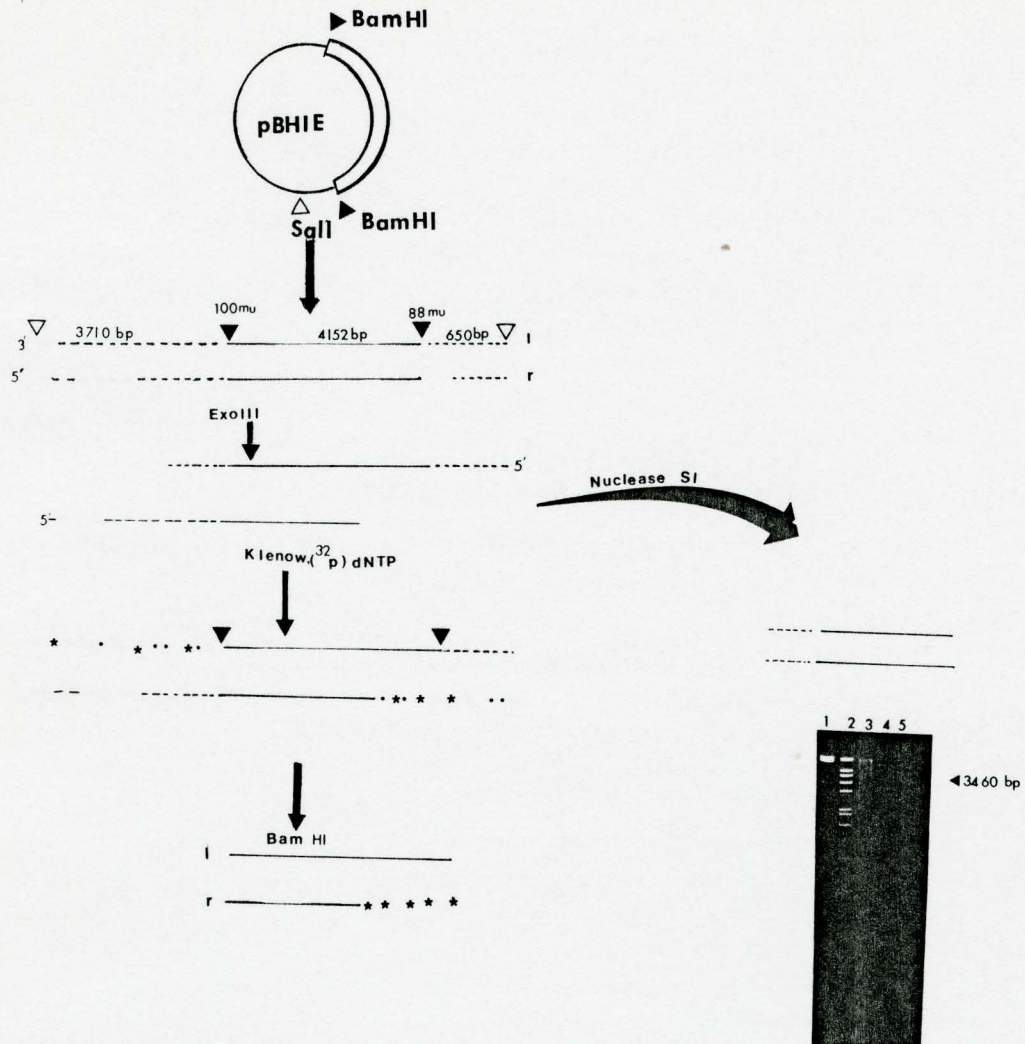 BamHI
pBHIE
SalI
BamHI
100mu
88mu
3'
3710 bp
4152bp
650bp
l
5'
r
ExoIII
5'
Nuclease SI
5'-
Klenow,(32p) dNTP
1 2 3 4 5
3460 bp
Bam HI
l
r